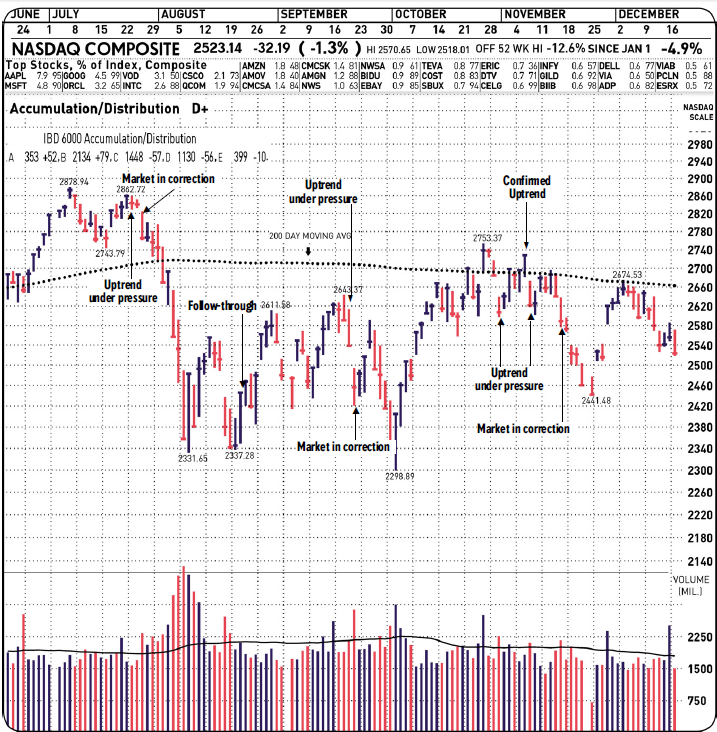 JUNE JULY AUGUST SEPTEMBER OCTOBER NOVEMBER DECEMBER
24 1 8 15 22 29 5 12 19 26 2 9 16 23 30 7 14 21 28 4 11 18 25 2 9 16
NASDAQ COMPOSITE 2523.14 -32.19 ( -1.3% ) HI 2570.65 LOW 2518.01 OFF 52 WK HI -12.6% SINCE JAN 1 -4.9%
Top Stocks, % of Index, Composite AMZN 1.8 48 CMCSK 1.4 81 NWSA 0.9 61 TEVA 0.8 77 ERIC 0.7 36 INFY 0.6 57 DELL 0.6 77 VIAB 0.5 61
AAPL 7.9 95 GOOG 4.5 99 VOD 3.1 50 CSCO 2.1 73 AMOV 1.8 40 AMGN 1.2 88 BIDU 0.9 89 COST 0.8 83 DTV 0.7 71 GILD 0.6 92 VIA 0.6 50 PCLN 0.5 88
MSFT 4.8 90 ORCL 3.2 65 INTC 2.6 88 QCOM 1.9 94 CMCSA 1.4 84 NWS 1.0 63 EBAY 0.9 85 SBUX 0.7 94 CELG 0.6 99 BIIB 0.6 98 ADP 0.6 82 ESRX 0.5 72
Accumulation/Distribution D+
NASDAQ
SCALE
IBD 6000 Accumulation/Distribution
A 353 +52. B 2134 +79. C 1448 -57. D 1130 -56. E 399 -10.
2980
2940
2900
2860
2820
2780
2740
2700
2660
2620
2580
2540
2500
2460
2420
2380
2340
2300
2260
2220
2180
2140
Market in correction
2878.94
2862.72
2743.79
Uptrend
under pressure
Uptrend
under pressure
Confirmed
Uptrend
200 DAY MOVING AVG
2753.37
2674.53
2643.37
Follow-through 2611.58
Uptrend
under pressure
2441.48
Market in correction
Market in correction
2331.65
2337.28
2298.89
VOLUME
(MIL.)
2250
1500
750